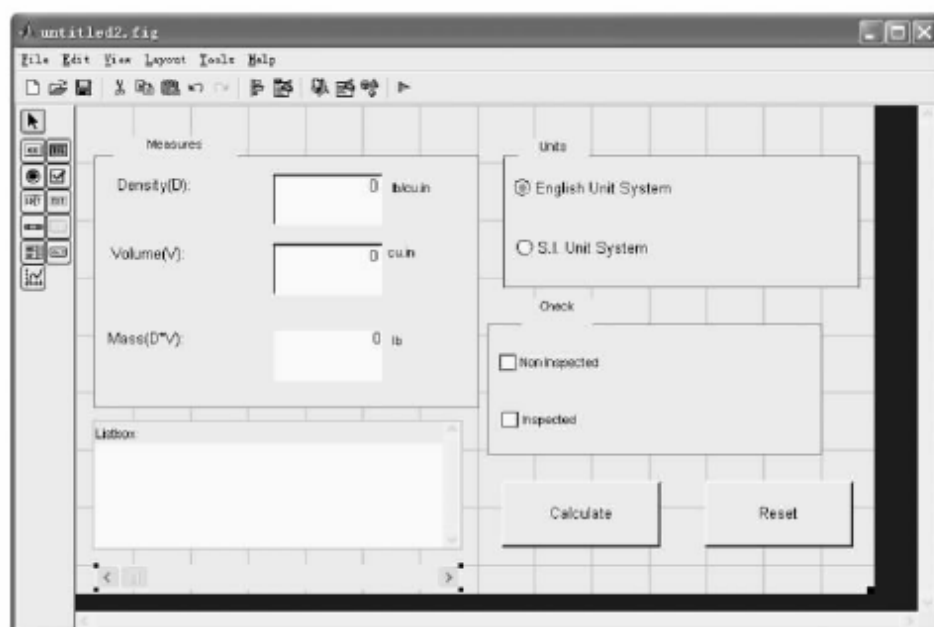 untitled2.fig
File Edit View Layout Tools Help
Measures
Density(D):
0
lb/cu.in
Volume(V):
0
cu.in
Mass(D*V):
0
lb
Units
English Unit System
S.I. Unit System
Check
Non Inspected
Inspected
Listbox
Calculate
Reset